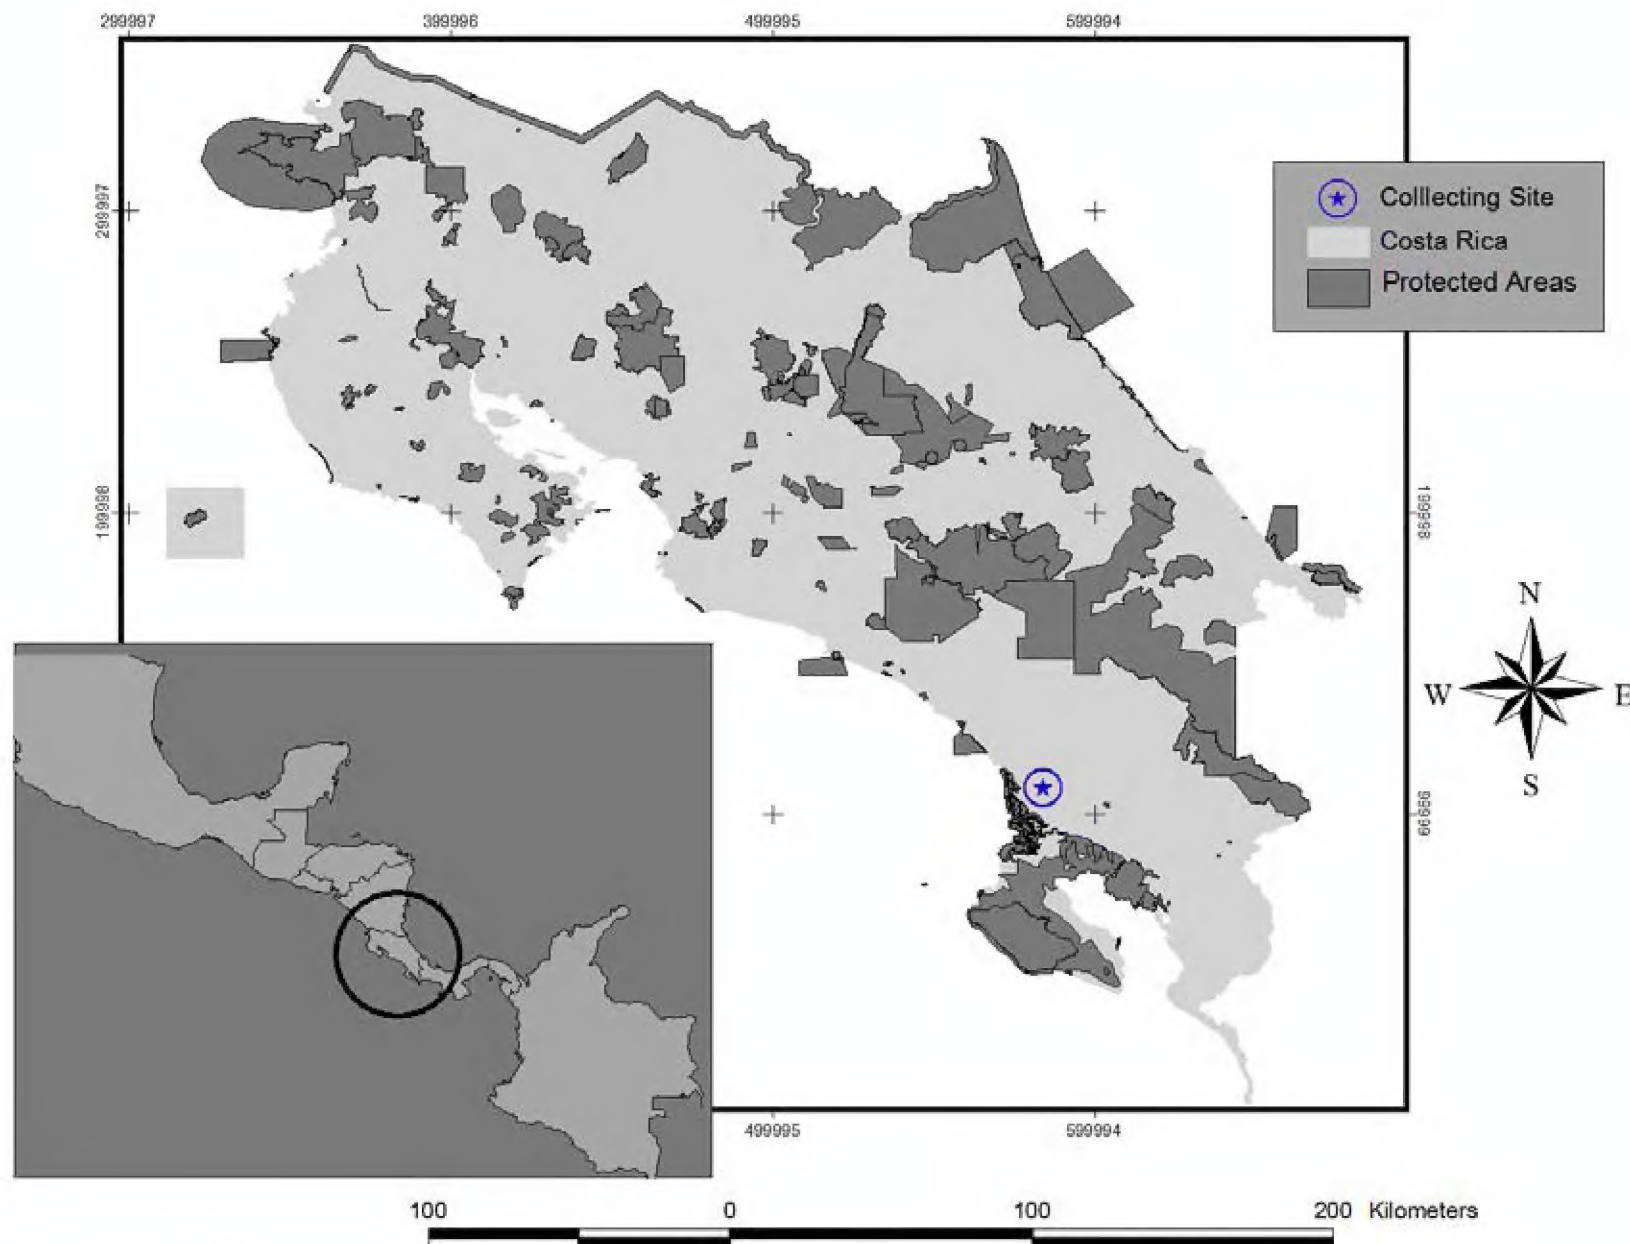 299997 399996 499995 599994
299997 299997
Colllecting Site
Costa Rica
Protected Areas
199998 199998
N
W E
S
99999
499995 599994
100 0 100 200 Kilometers